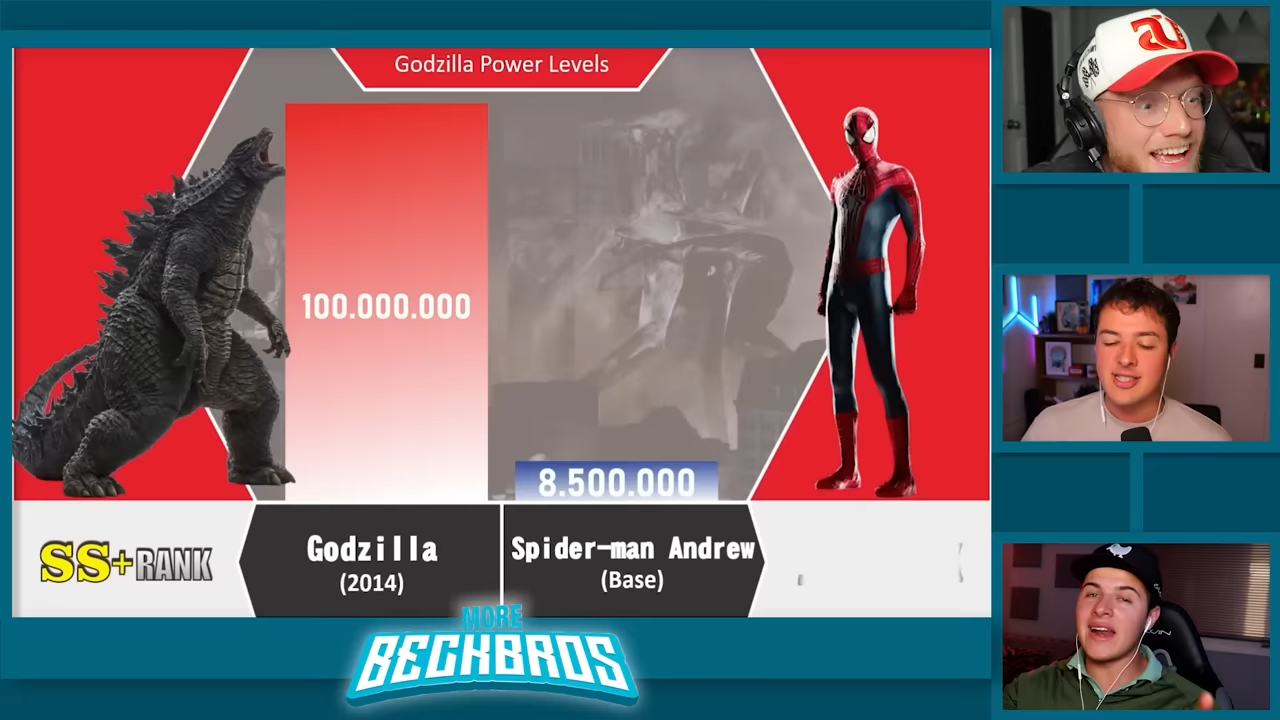 Godzilla Power Levels
100.000.000
8.500.000
SS+RANK
Godzilla
(2014)
Spider-man Andrew
(Base)
MORE
BECKBROS